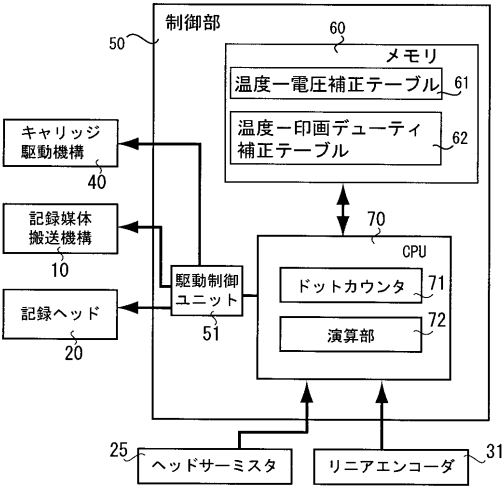 制御部
50
60
メモリ
温度ー電圧補正テーブル
61
温度ー印画デューティ
補正テーブル
62
キャリッジ
駆動機構
40
記録媒体
搬送機構
10
記録ヘッド
20
駆動制御
ユニット
51
70
CPU
ドットカウンタ
71
演算部
72
25
ヘッドサーミスタ
リニアエンコーダ
31